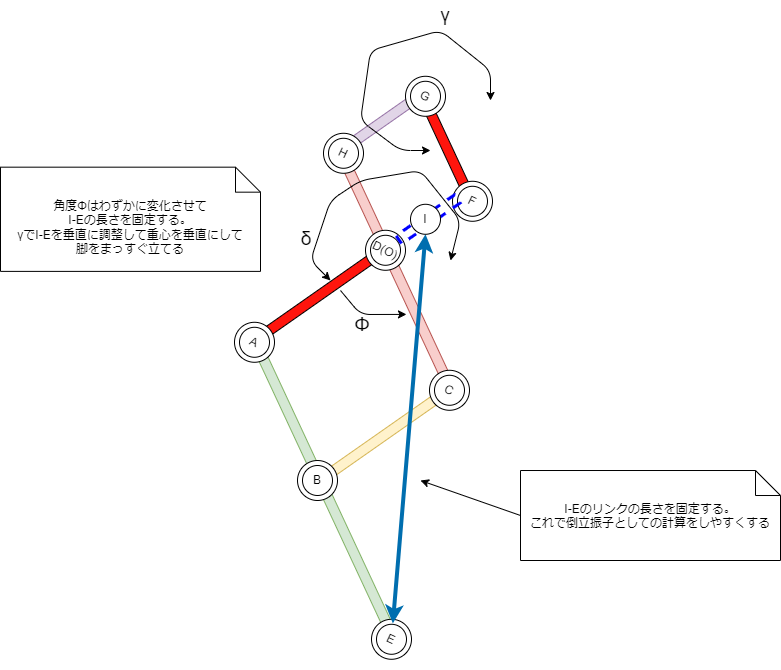 γ
G
H
角度Φはわずかに変化させて
I-Eの長さを固定する。
γでI-Eを垂直に調整して重心を垂直にして
脚をまっすぐ立てる
F
I
δ
D(O)
Φ
A
C
B
I-Eのリンクの長さを固定する。
これで倒立振子としての計算をしやすくする
E